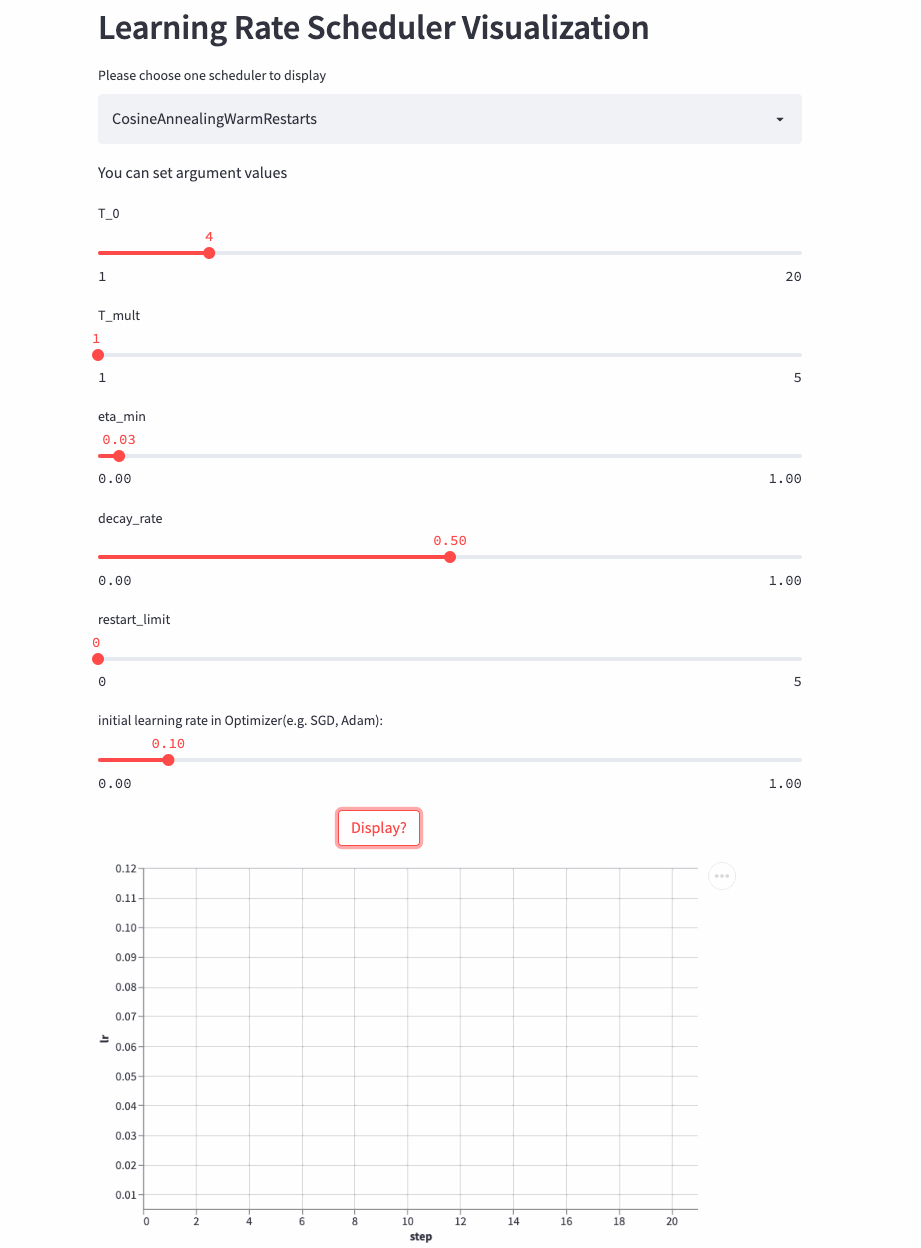 Learning Rate Scheduler Visualization
Please choose one scheduler to display
CosineAnnealingWarmRestarts
You can set argument values
T_0
4
1 20
T_mult
1
1 5
eta_min
0.03
0.00 1.00
decay_rate
0.50
0.00 1.00
restart_limit
0
0 5
initial learning rate in Optimizer(e.g. SGD, Adam):
0.10
0.00 1.00
Display?
0.12
0.11
0.10
0.09
0.08
0.07
0.06
0.05
0.04
0.03
0.02
0.01
lr
0 2 4 6 8 10 12 14 16 18 20
step